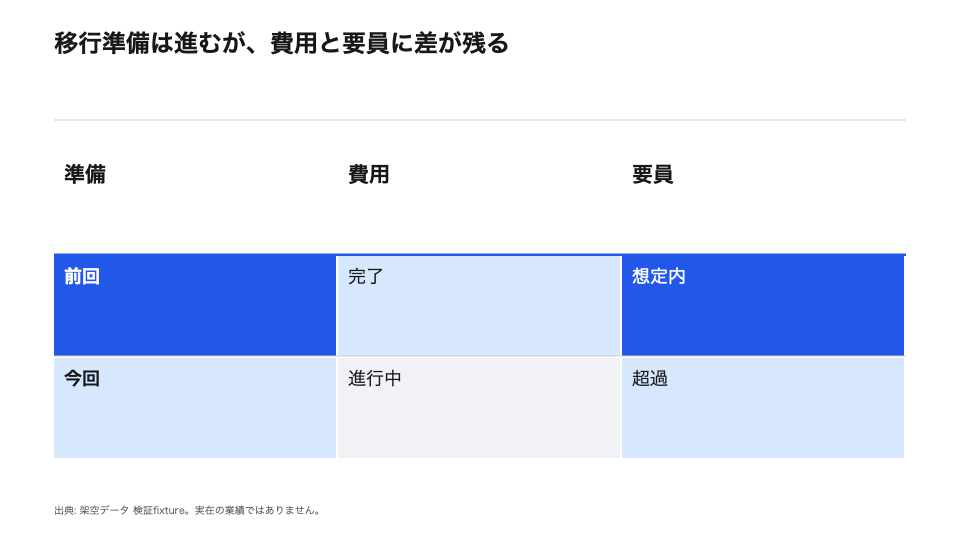 移行準備は進むが、費用と要員に差が残る
準備 費用 要員
前回 完了 想定内
今回 進行中 超過
出典: 架空データ 検証fixture。実在の業績ではありません。